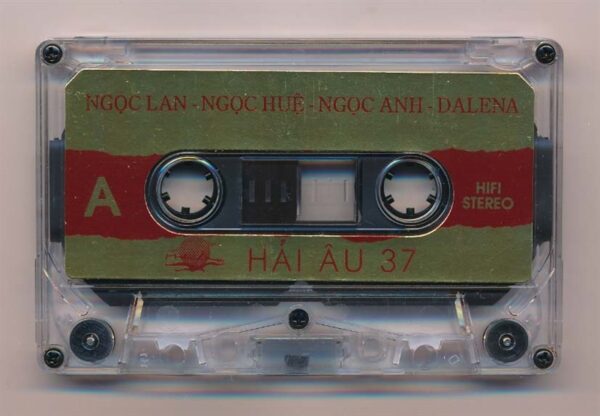 NGỌC LAN - NGỌC HUỆ - NGỌC ANH - DALENA
A
HIFI
STEREO
HẢI ÂU 37